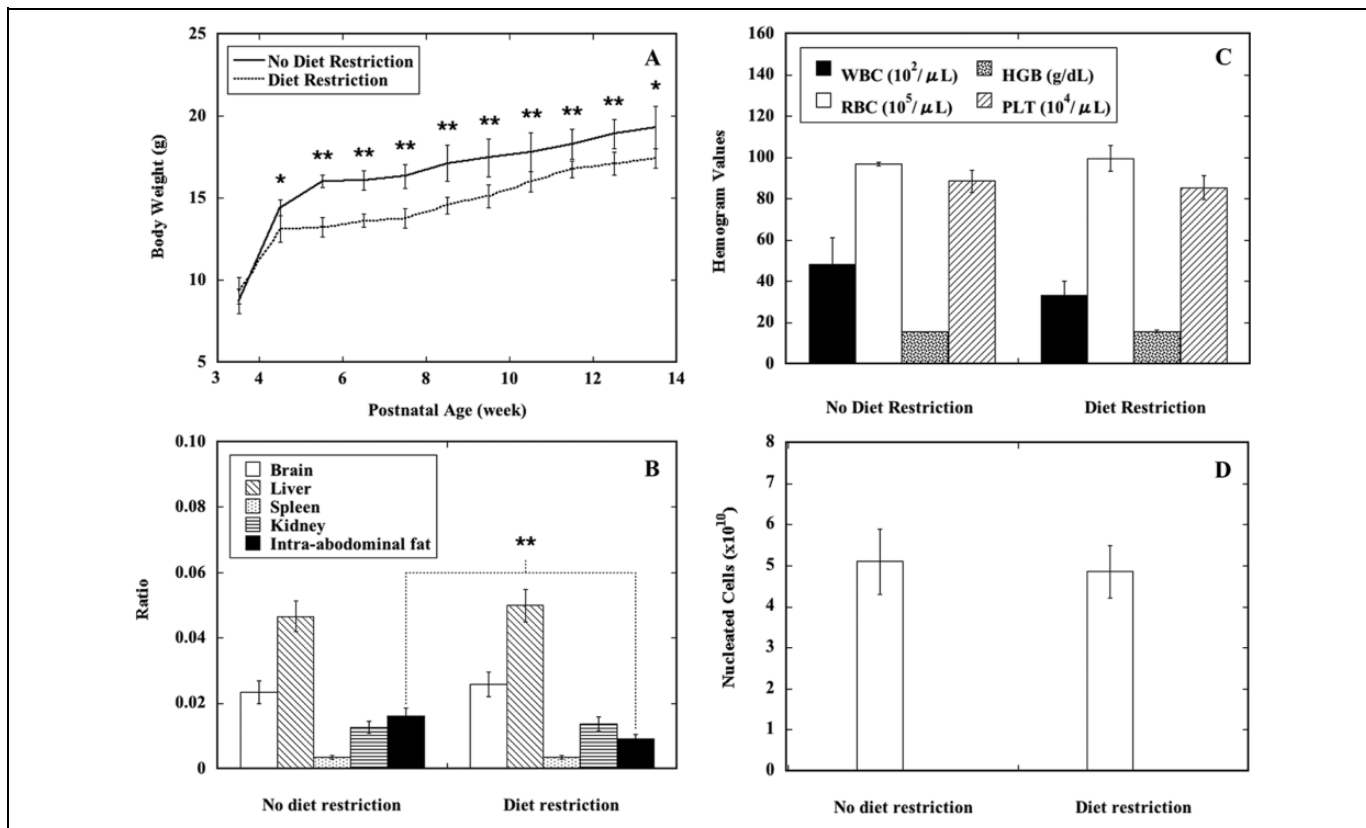 A
No Diet Restriction
Diet Restriction
* ** ** ** ** ** ** ** ** *
25
20
15
10
5
Body Weight (g)
3 4 6 8 10 12 14
Postnatal Age (week)
C
WBC (10²/μL) HGB (g/dL)
RBC (10⁵/μL) PLT (10⁴/μL)
160
140
120
100
80
60
40
20
0
Hemogram Values
No Diet Restriction Diet Restriction
B
Brain
Liver
Spleen
Kidney
Intra-abodominal fat
**
0.10
0.08
0.06
0.04
0.02
0
Ratio
No diet restriction Diet restriction
D
8
7
6
5
4
3
2
1
0
Nucleated Cells (x10¹⁰)
No diet restriction Diet restriction